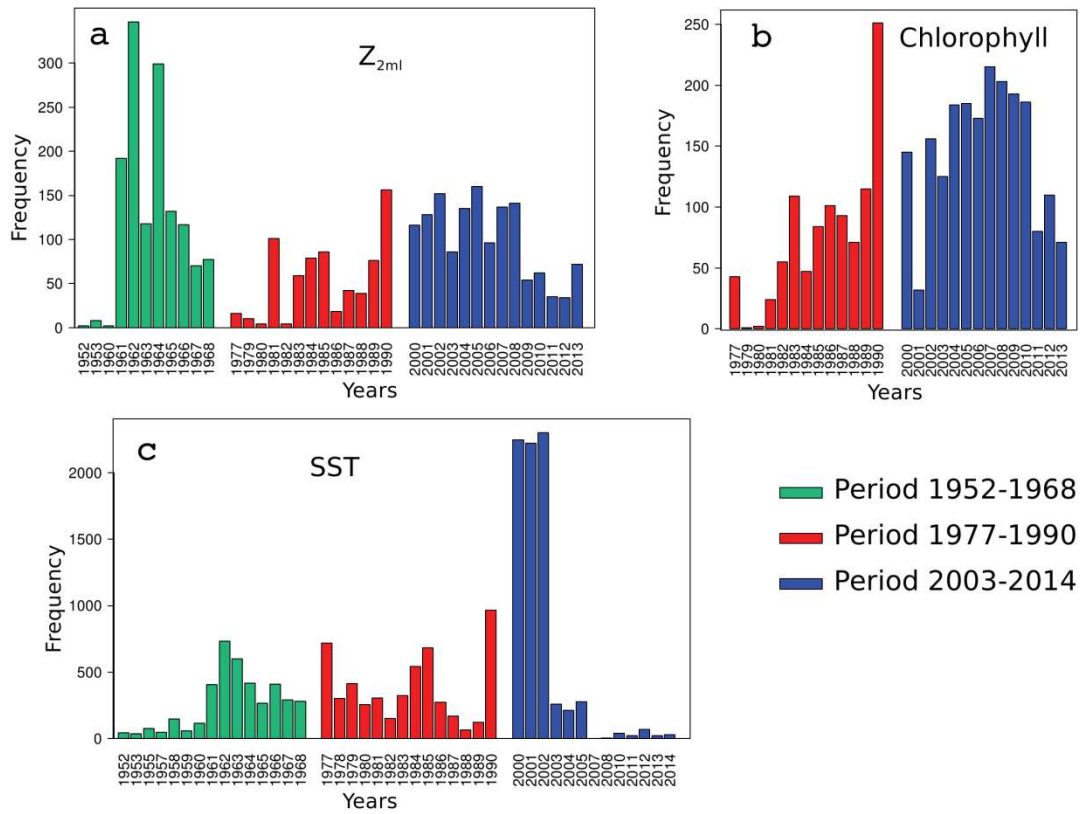 a
Z2ml
Frequency
300
250
200
150
100
50
0
1952 1953 1960 1961 1962 1963 1964 1965 1966 1967 1968 1977 1979 1980 1981 1982 1983 1984 1985 1986 1987 1988 1989 1990 2000 2001 2002 2003 2004 2005 2006 2007 2008 2009 2010 2011 2012 2013
Years
b
Chlorophyll
Frequency
250
200
150
100
50
0
1977 1979 1980 1981 1982 1983 1984 1985 1986 1987 1988 1989 1990 2000 2001 2002 2003 2004 2005 2006 2007 2008 2009 2010 2011 2012 2013
Years
c
SST
Frequency
2000
1500
1000
500
0
1952 1953 1955 1957 1958 1959 1960 1961 1962 1963 1964 1965 1966 1967 1968 1977 1978 1979 1980 1981 1982 1983 1984 1985 1986 1987 1988 1989 1990 2000 2001 2002 2003 2004 2005 2007 2008 2010 2011 2012 2013 2014
Years
Period 1952-1968
Period 1977-1990
Period 2003-2014